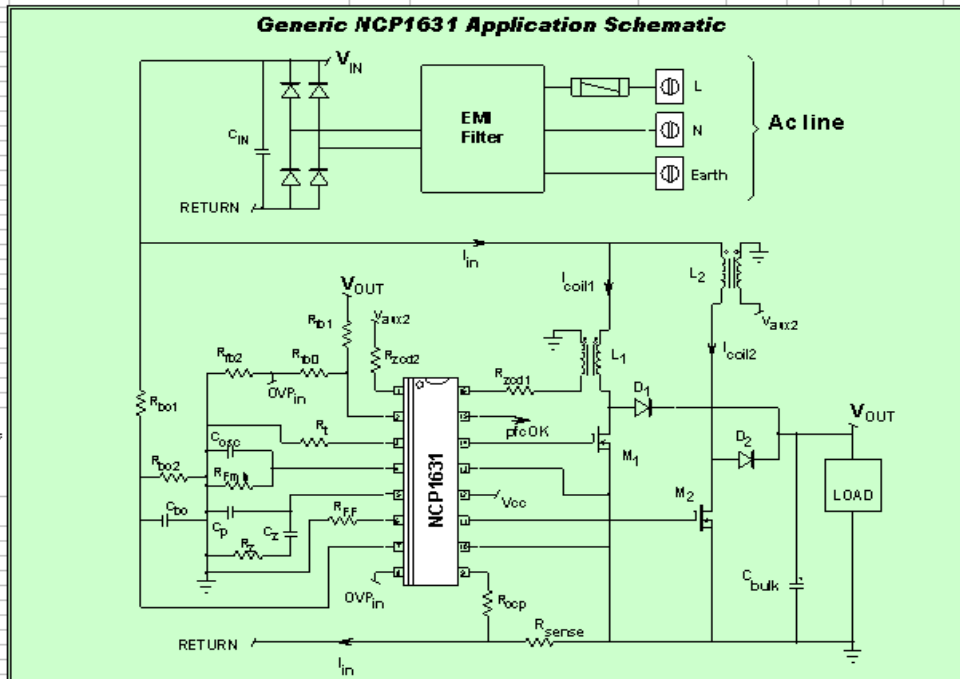 Generic NCP1631 Application Schematic
VIN
L
EMI
Filter
N
Ac line
CIN
Earth
RETURN
Iin
VOUT
Icoil1
L2
Vaux2
Vaux2
Rfb1
Icoil2
Rzcd2
L1
Rfb2
Rfb0
Rzcd1
OVPin
D1
Rbo1
Rt
pfcOK
VOUT
Cosc
M1
D2
Rbo2
NCP1631
M2
LOAD
Cbo
RFF
Vcc
Cp
Cz
Rz
OVPin
Rocp
Cbulk
Rsense
RETURN
Iin